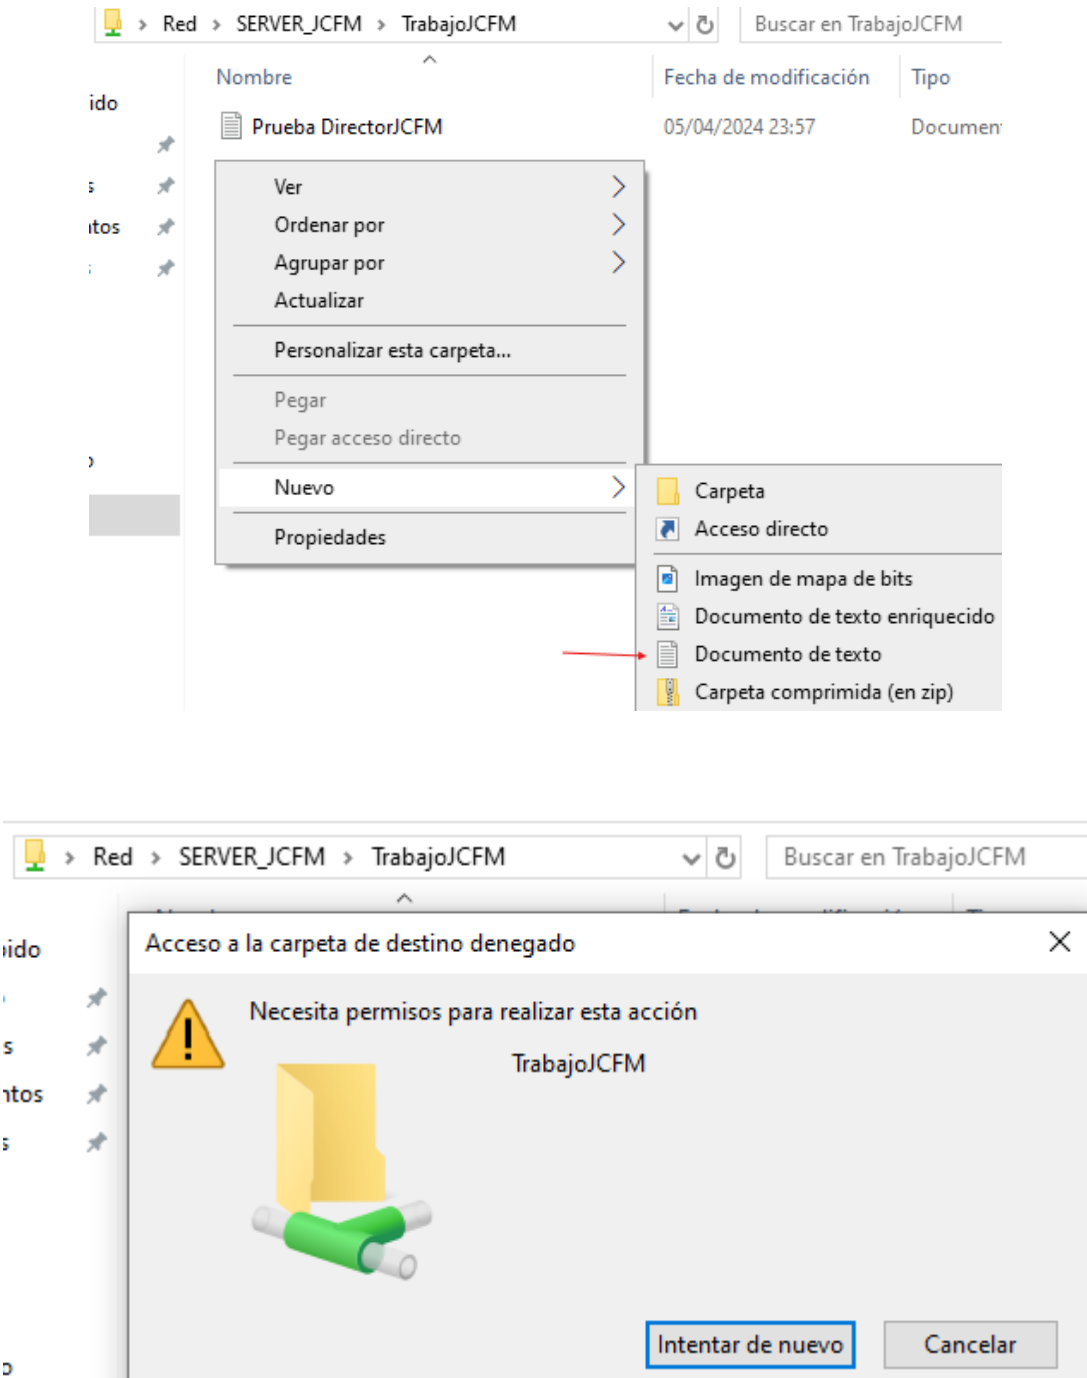 Red > SERVER_JCFM > TrabajoJCFM
Buscar en TrabajoJCFM
Nombre
Fecha de modificación
Tipo
ido
Prueba DirectorJCFM
05/04/2024 23:57
Documen
s
Ver
itos
Ordenar por
Agrupar por
Actualizar
Personalizar esta carpeta...
Pegar
Pegar acceso directo
Nuevo
Carpeta
Acceso directo
Propiedades
Imagen de mapa de bits
Documento de texto enriquecido
Documento de texto
Carpeta comprimida (en zip)
Red > SERVER_JCFM > TrabajoJCFM
Buscar en TrabajoJCFM
Acceso a la carpeta de destino denegado
ido
Necesita permisos para realizar esta acción
s
TrabajoJCFM
ntos
s
Intentar de nuevo
Cancelar
o